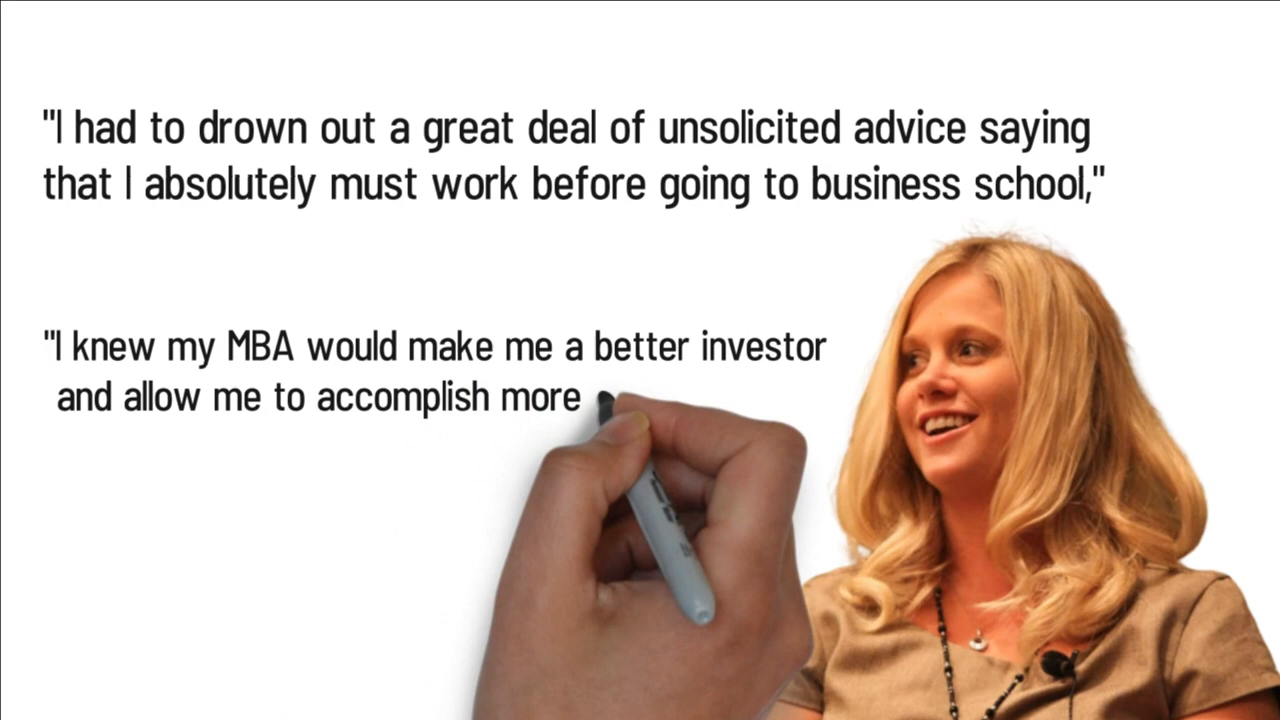 "I had to drown out a great deal of unsolicited advice saying
that I absolutely must work before going to business school,"
"I knew my MBA would make me a better investor
and allow me to accomplish more